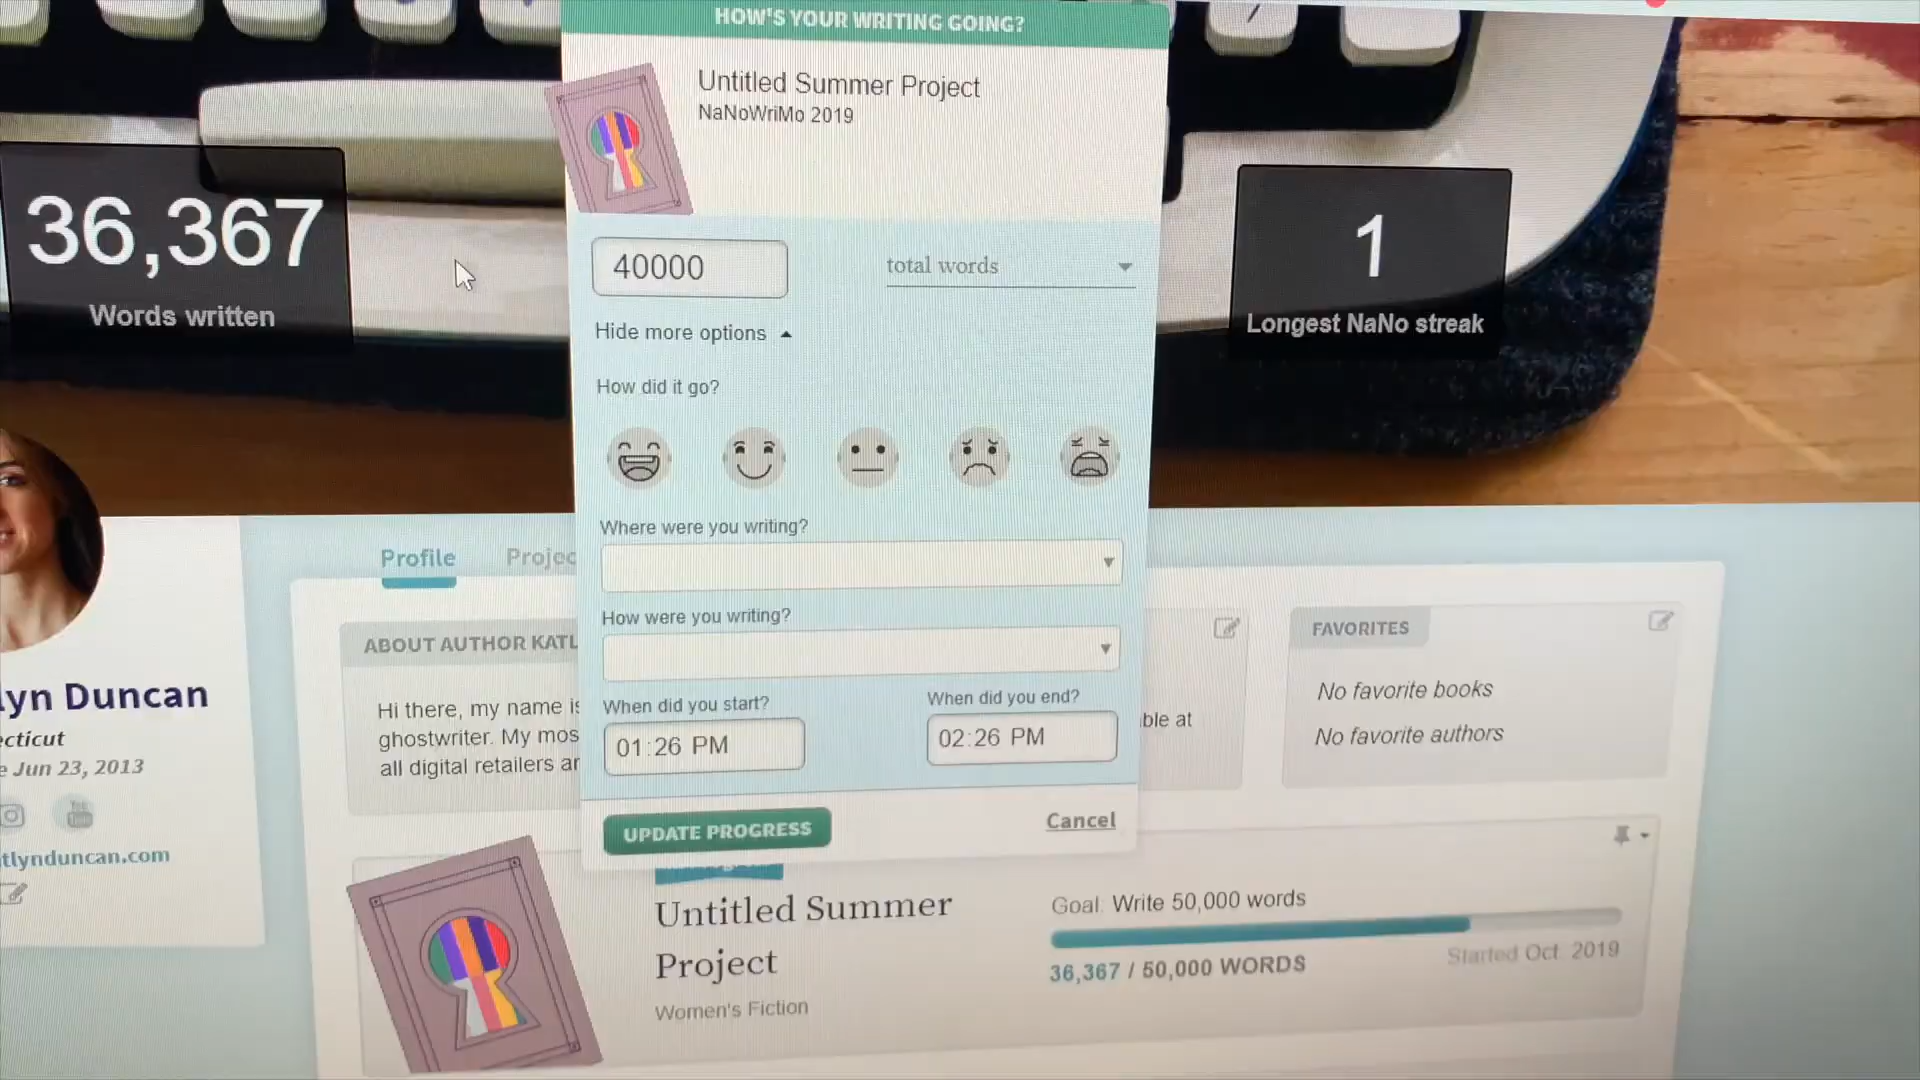 HOW'S YOUR WRITING GOING?
Untitled Summer Project
NaNoWriMo 2019
36,367
Words written
1
Longest NaNo streak
40000
total words
Hide more options
How did it go?
Where were you writing?
How were you writing?
When did you start?
When did you end?
01:26 PM
02:26 PM
UPDATE PROGRESS
Cancel
Profile
Projec
ABOUT AUTHOR KATL
Hi there, my name is
ghostwriter. My mos
all digital retailers ar
ble at
FAVORITES
No favorite books
No favorite authors
lyn Duncan
cticut
e Jun 23, 2013
You
Tube
tlynduncan.com
Untitled Summer
Project
Women's Fiction
Goal: Write 50,000 words
36,367 / 50,000 WORDS
Started Oct. 2019